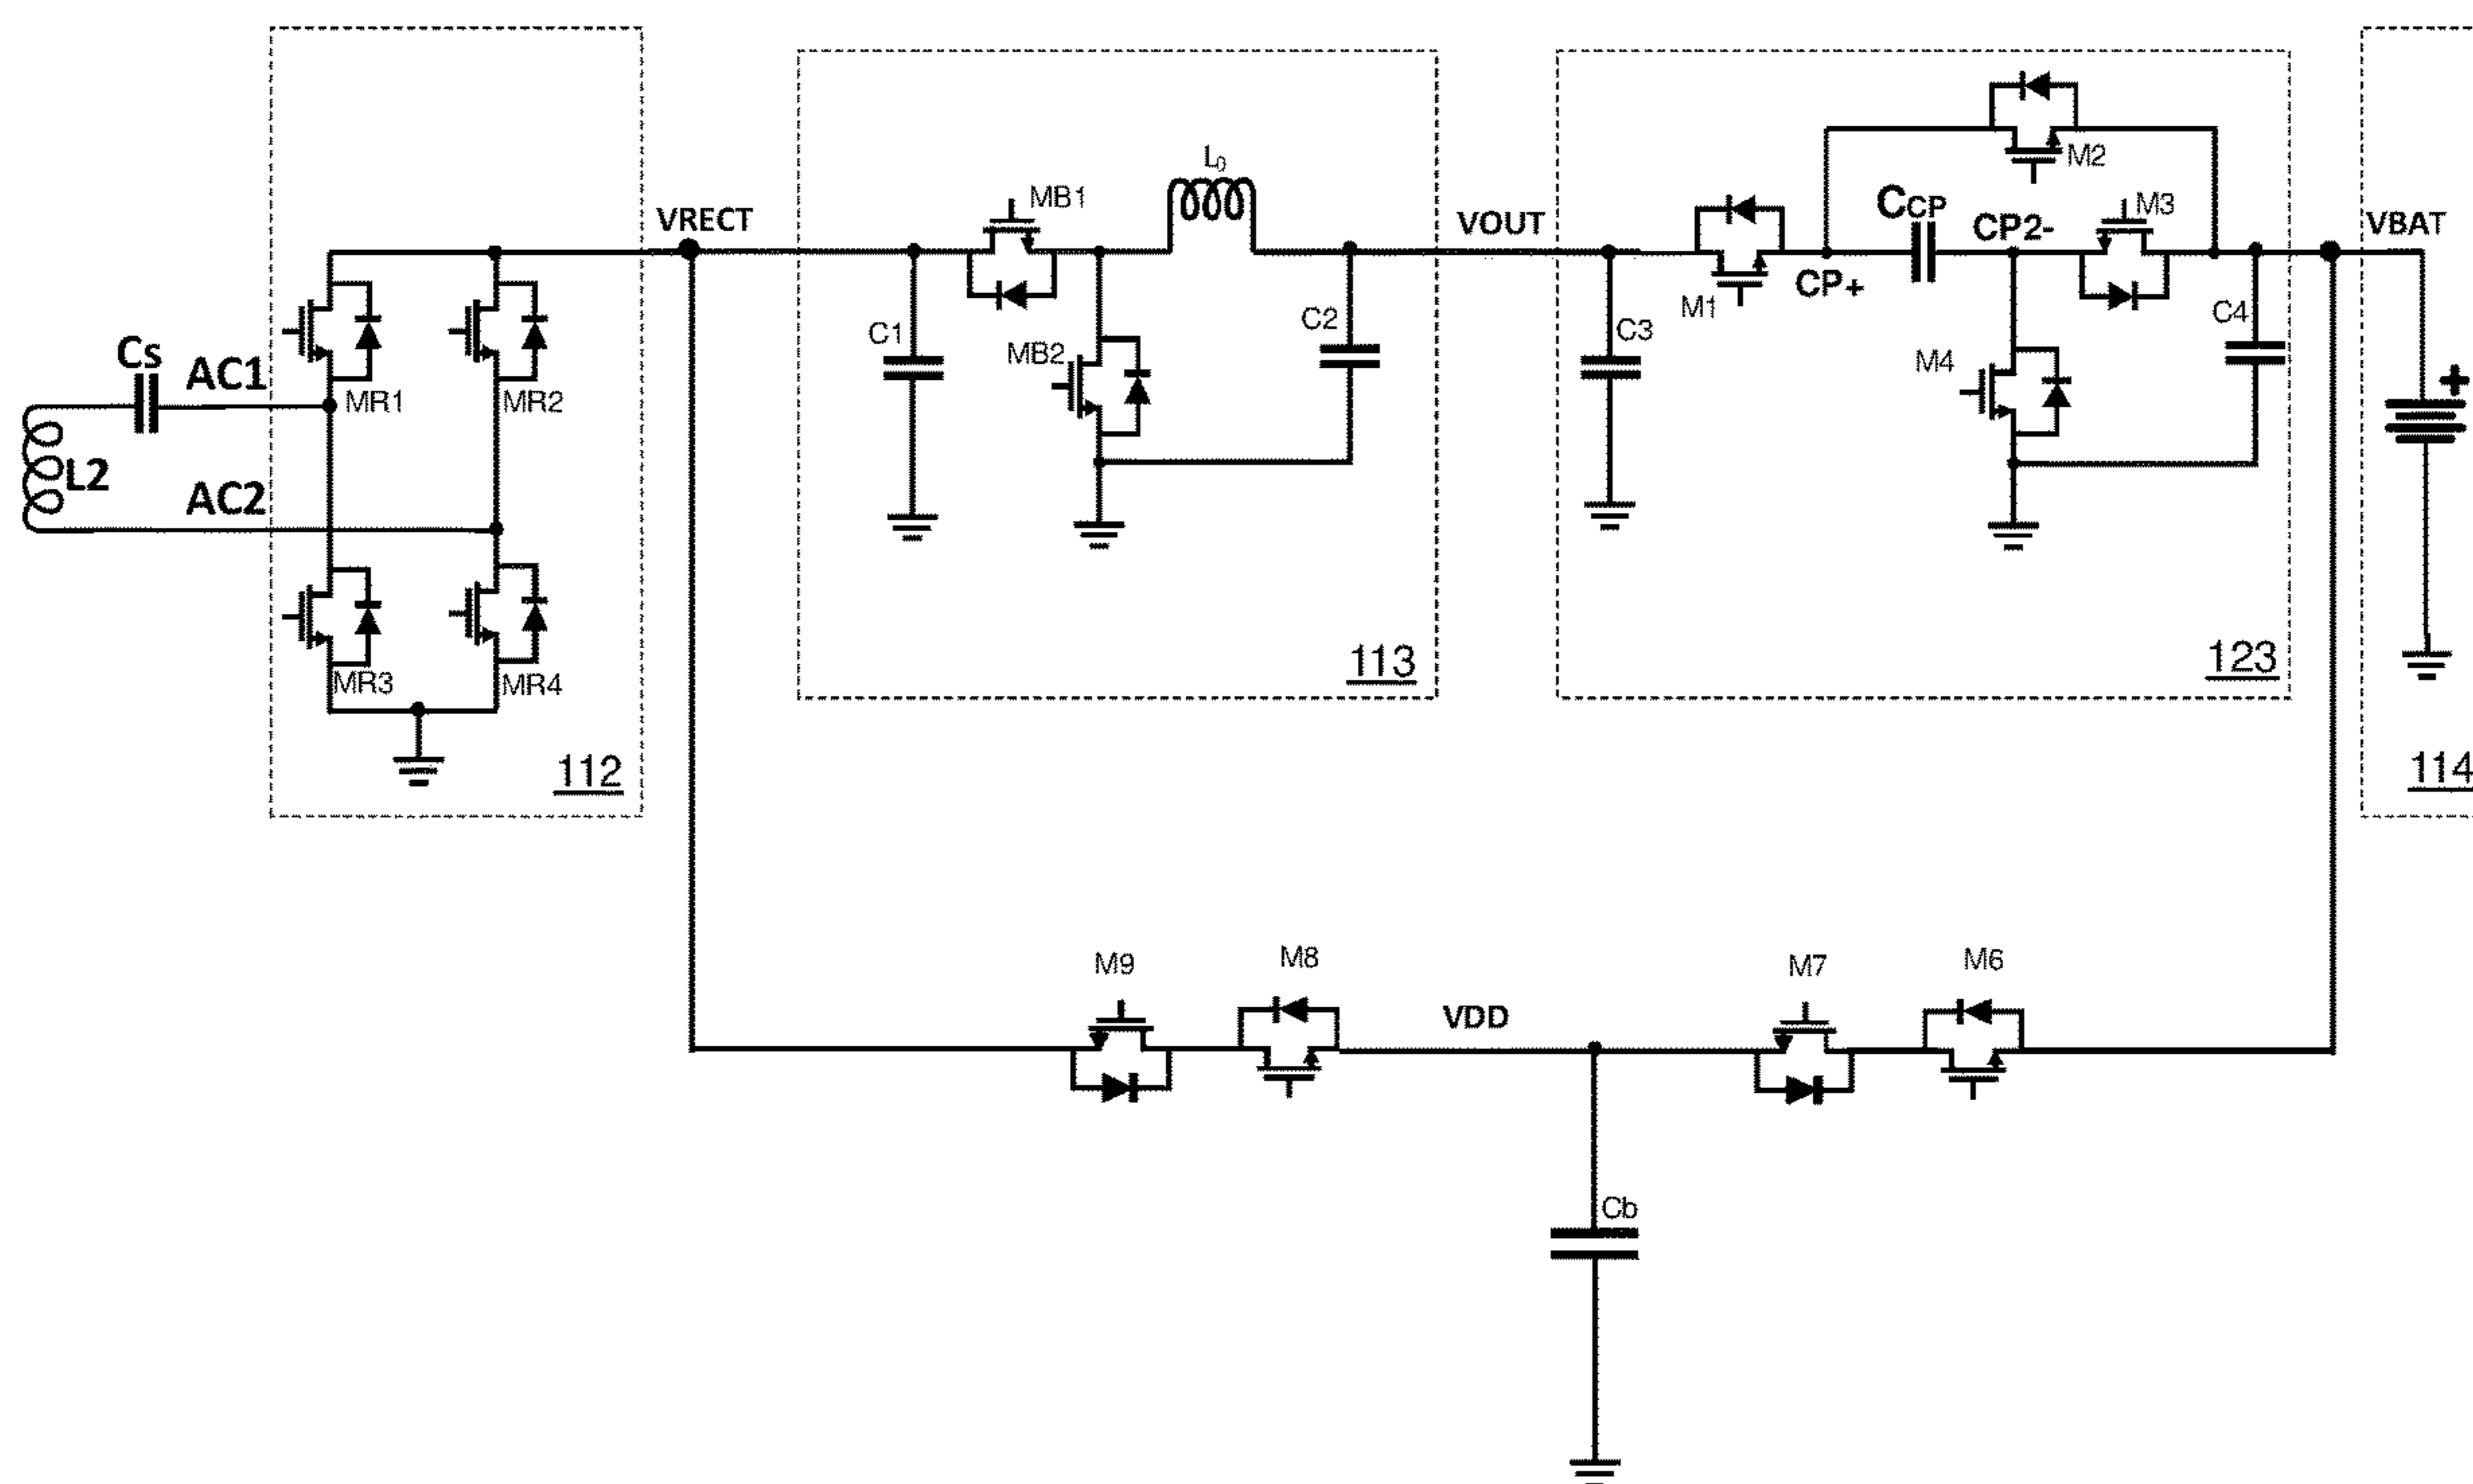 L0
MB1
M2
VRECT
VOUT
CCP
CP2-
M3
VBAT
CP+
M1
C1
C2
C3
C4
MB2
M4
Cs
AC1
MR1
MR2
+
L2
AC2
MR3
MR4
113
123
112
114
M9
M8
M7
M6
VDD
Cb